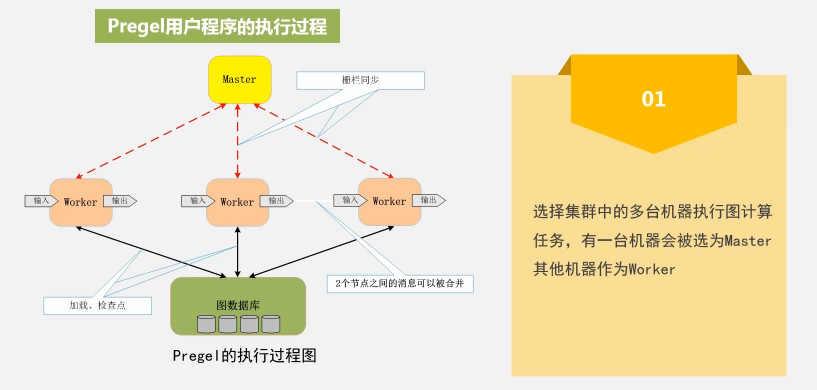 Pregel用户程序的执行过程
Master
栅栏同步
01
输入
Worker
输出
输入
Worker
输出
输入
Worker
输出
选择集群中的多台机器执行图计算
任务，有一台机器会被选为Master
其他机器作为Worker
2个节点之间的消息可以被合并
加载、检查点
图数据库
Pregel的执行过程图